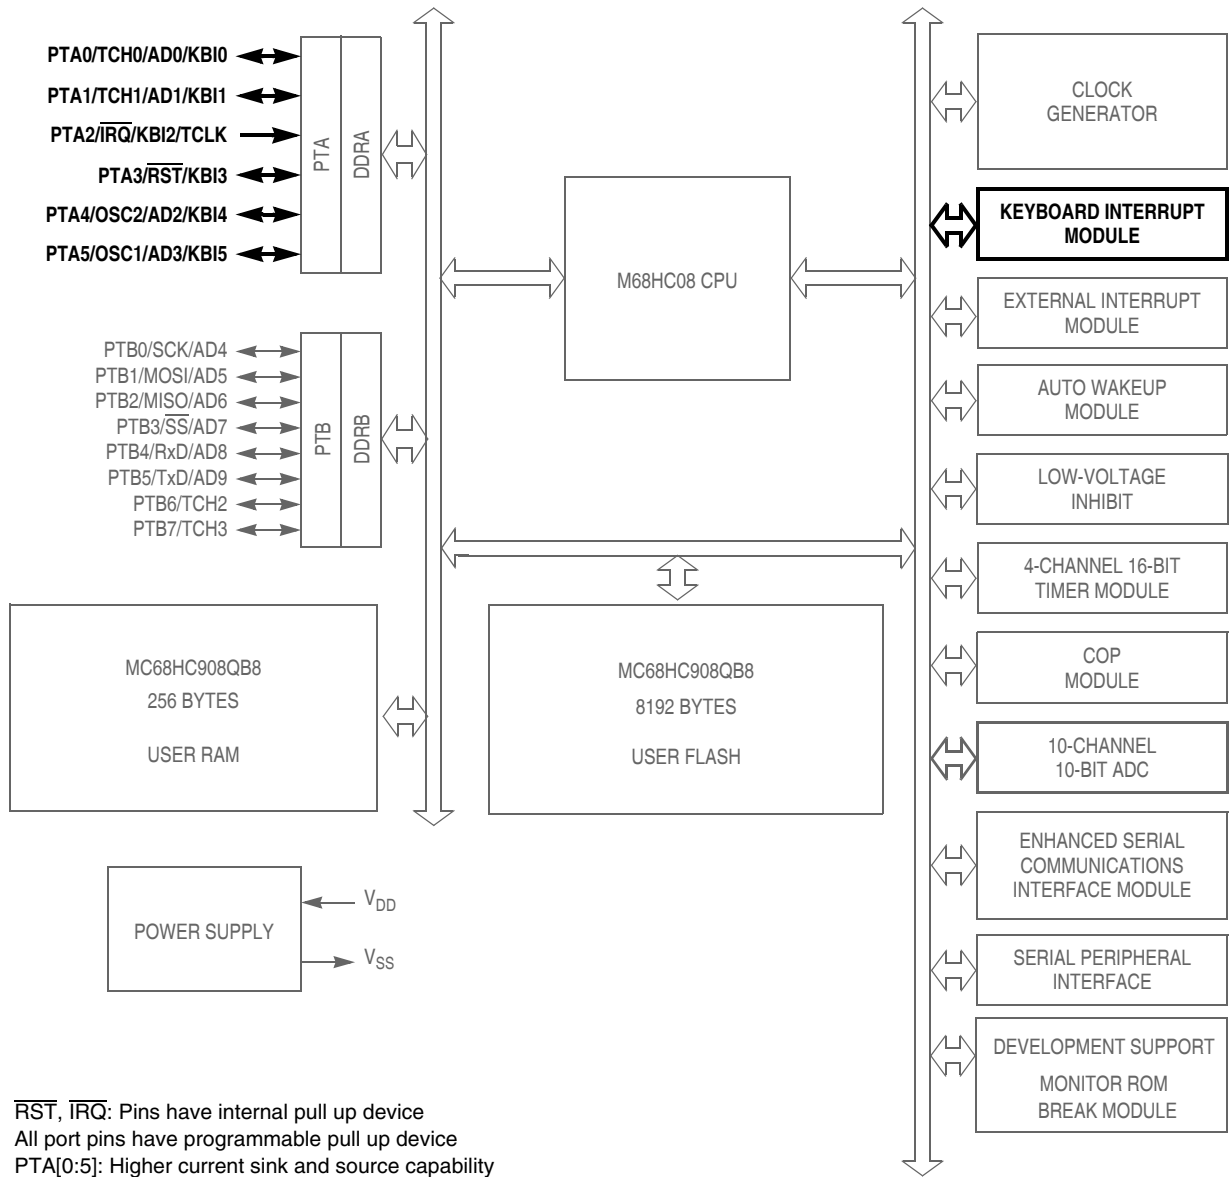 PTA0/TCH0/AD0/KBI0
PTA1/TCH1/AD1/KBI1
PTA2/I̅R̅Q̅/KBI2/TCLK
PTA3/R̅S̅T̅/KBI3
PTA4/OSC2/AD2/KBI4
PTA5/OSC1/AD3/KBI5
PTA
DDRA
PTB0/SCK/AD4
PTB1/MOSI/AD5
PTB2/MISO/AD6
PTB3/S̅S̅/AD7
PTB4/RxD/AD8
PTB5/TxD/AD9
PTB6/TCH2
PTB7/TCH3
PTB
DDRB
M68HC08 CPU
MC68HC908QB8
256 BYTES
USER RAM
MC68HC908QB8
8192 BYTES
USER FLASH
POWER SUPPLY
VDD
VSS
CLOCK
GENERATOR
KEYBOARD INTERRUPT
MODULE
EXTERNAL INTERRUPT
MODULE
AUTO WAKEUP
MODULE
LOW-VOLTAGE
INHIBIT
4-CHANNEL 16-BIT
TIMER MODULE
COP
MODULE
10-CHANNEL
10-BIT ADC
ENHANCED SERIAL
COMMUNICATIONS
INTERFACE MODULE
SERIAL PERIPHERAL
INTERFACE
DEVELOPMENT SUPPORT
MONITOR ROM
BREAK MODULE
R̅S̅T̅, I̅R̅Q̅: Pins have internal pull up device
All port pins have programmable pull up device
PTA[0:5]: Higher current sink and source capability